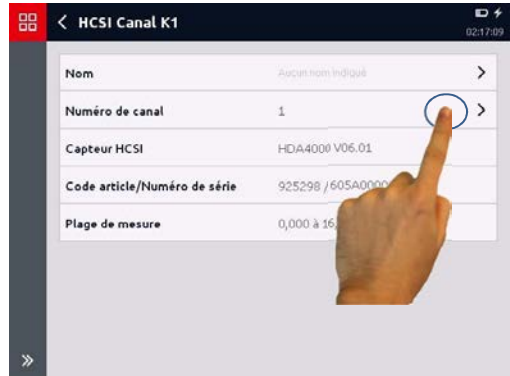 HCSI Canal K1
02:17:09
Nom Aucun nom indiqué
Numéro de canal 1
Capteur HCSI HDA4000 V06.01
Code article/Numéro de série 925298 / 605A0000
Plage de mesure 0,000 à 16,